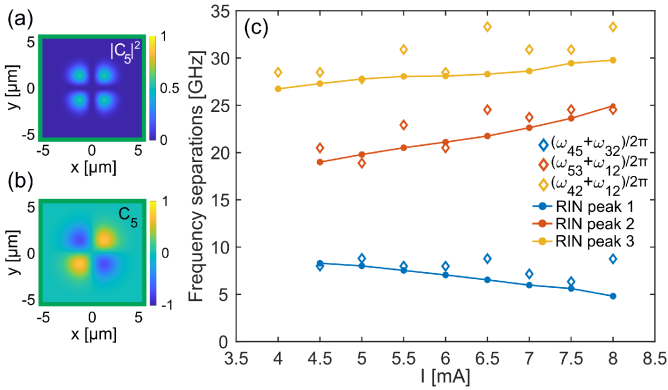 (a)
|C₅|²
y [µm]
5
0
-5
-5 0 5
x [µm]
1
0.5
0
(b)
C₅
y [µm]
5
0
-5
-5 0 5
x [µm]
1
0
-1
(c)
Frequency separations [GHz]
35
30
25
20
15
10
5
0
(ω₄₅+ω₃₂)/2π
(ω₅₃+ω₁₂)/2π
(ω₄₂+ω₁₂)/2π
RIN peak 1
RIN peak 2
RIN peak 3
3.5 4 4.5 5 5.5 6 6.5 7 7.5 8 8.5
I [mA]